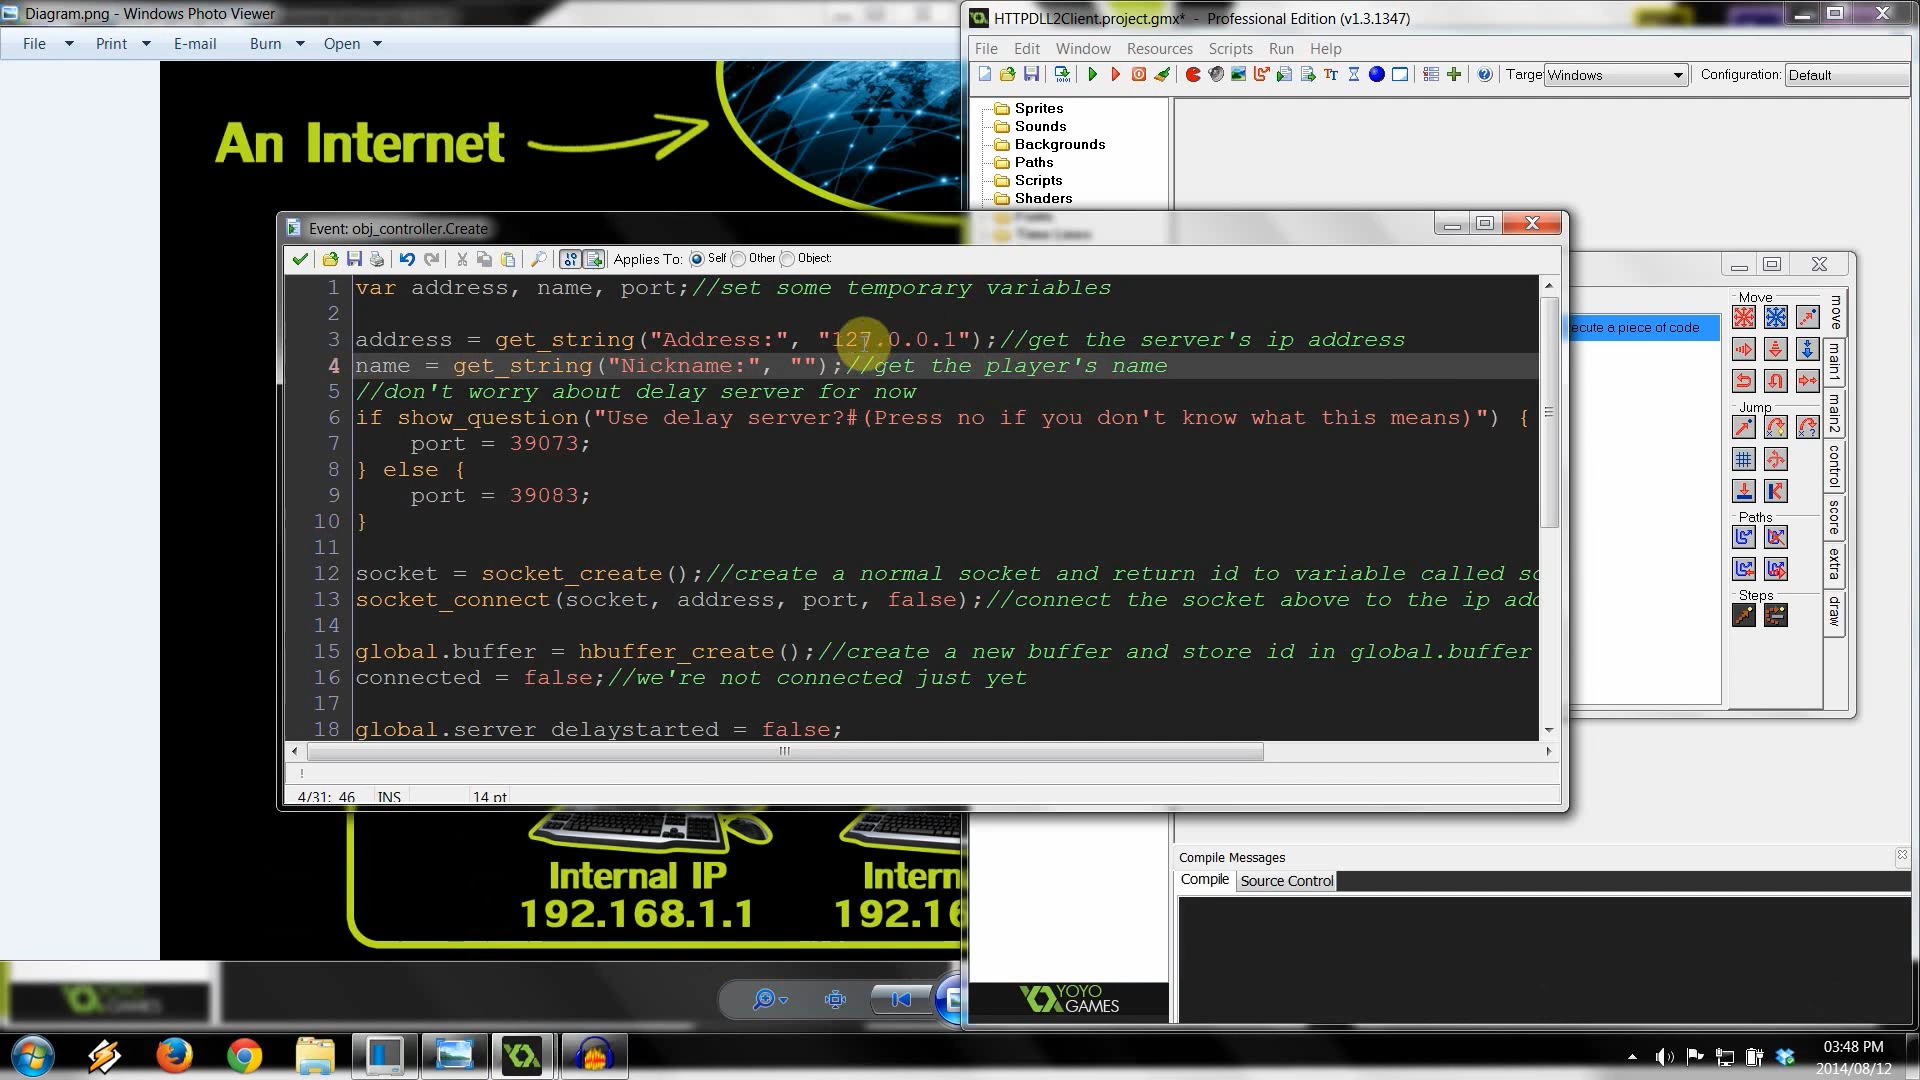 Diagram.png - Windows Photo Viewer
File Print E-mail Burn Open
An Internet
Internal IP
192.168.1.1
Intern
192.16
HTTPDLL2Client.project.gmx* - Professional Edition (v1.3.1347)
File Edit Window Resources Scripts Run Help
Target Windows Configuration: Default
Sprites
Sounds
Backgrounds
Paths
Scripts
Shaders
Fonts
Time Lines
Event: obj_controller.Create
Applies To: Self Other Object:
1 var address, name, port;//set some temporary variables
2
3 address = get_string("Address:", "127.0.0.1");//get the server's ip address
4 name = get_string("Nickname:", "");//get the player's name
5 //don't worry about delay server for now
6 if show_question("Use delay server?#(Press no if you don't know what this means)") {
7 port = 39073;
8 } else {
9 port = 39083;
10 }
11
12 socket = socket_create();//create a normal socket and return id to variable called so
13 socket_connect(socket, address, port, false);//connect the socket above to the ip add
14
15 global.buffer = hbuffer_create();//create a new buffer and store id in global.buffer
16 connected = false;//we're not connected just yet
17
18 global.server_delaystarted = false;
!
4/31: 46 INS 14 pt
ecute a piece of code
Move
Jump
Paths
Steps
move
main1
main2
control
score
extra
draw
Compile Messages
Compile Source Control
YOYO GAMES
YOYO GAMES
03:48 PM
2014/08/12